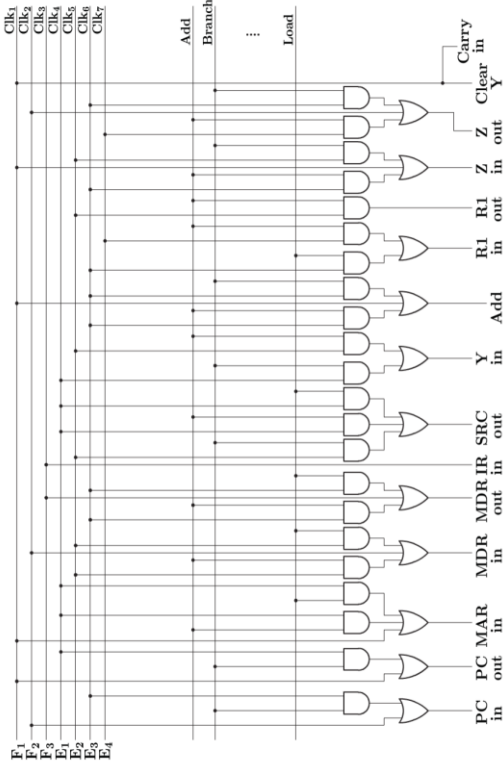 Clk₁
Clk₂
Clk₃
Clk₄
Clk₅
Clk₆
Clk₇
Add
Branch
...
Load
Carry
in
Clear
Y
Z
out
Z
in
R1
out
R1
in
Add
Y
in
SRC
out
IR
in
MDR
out
MDR
in
MAR
in
PC
out
PC
in
F₁
F₂
F₃
E₁
E₂
E₃
E₄